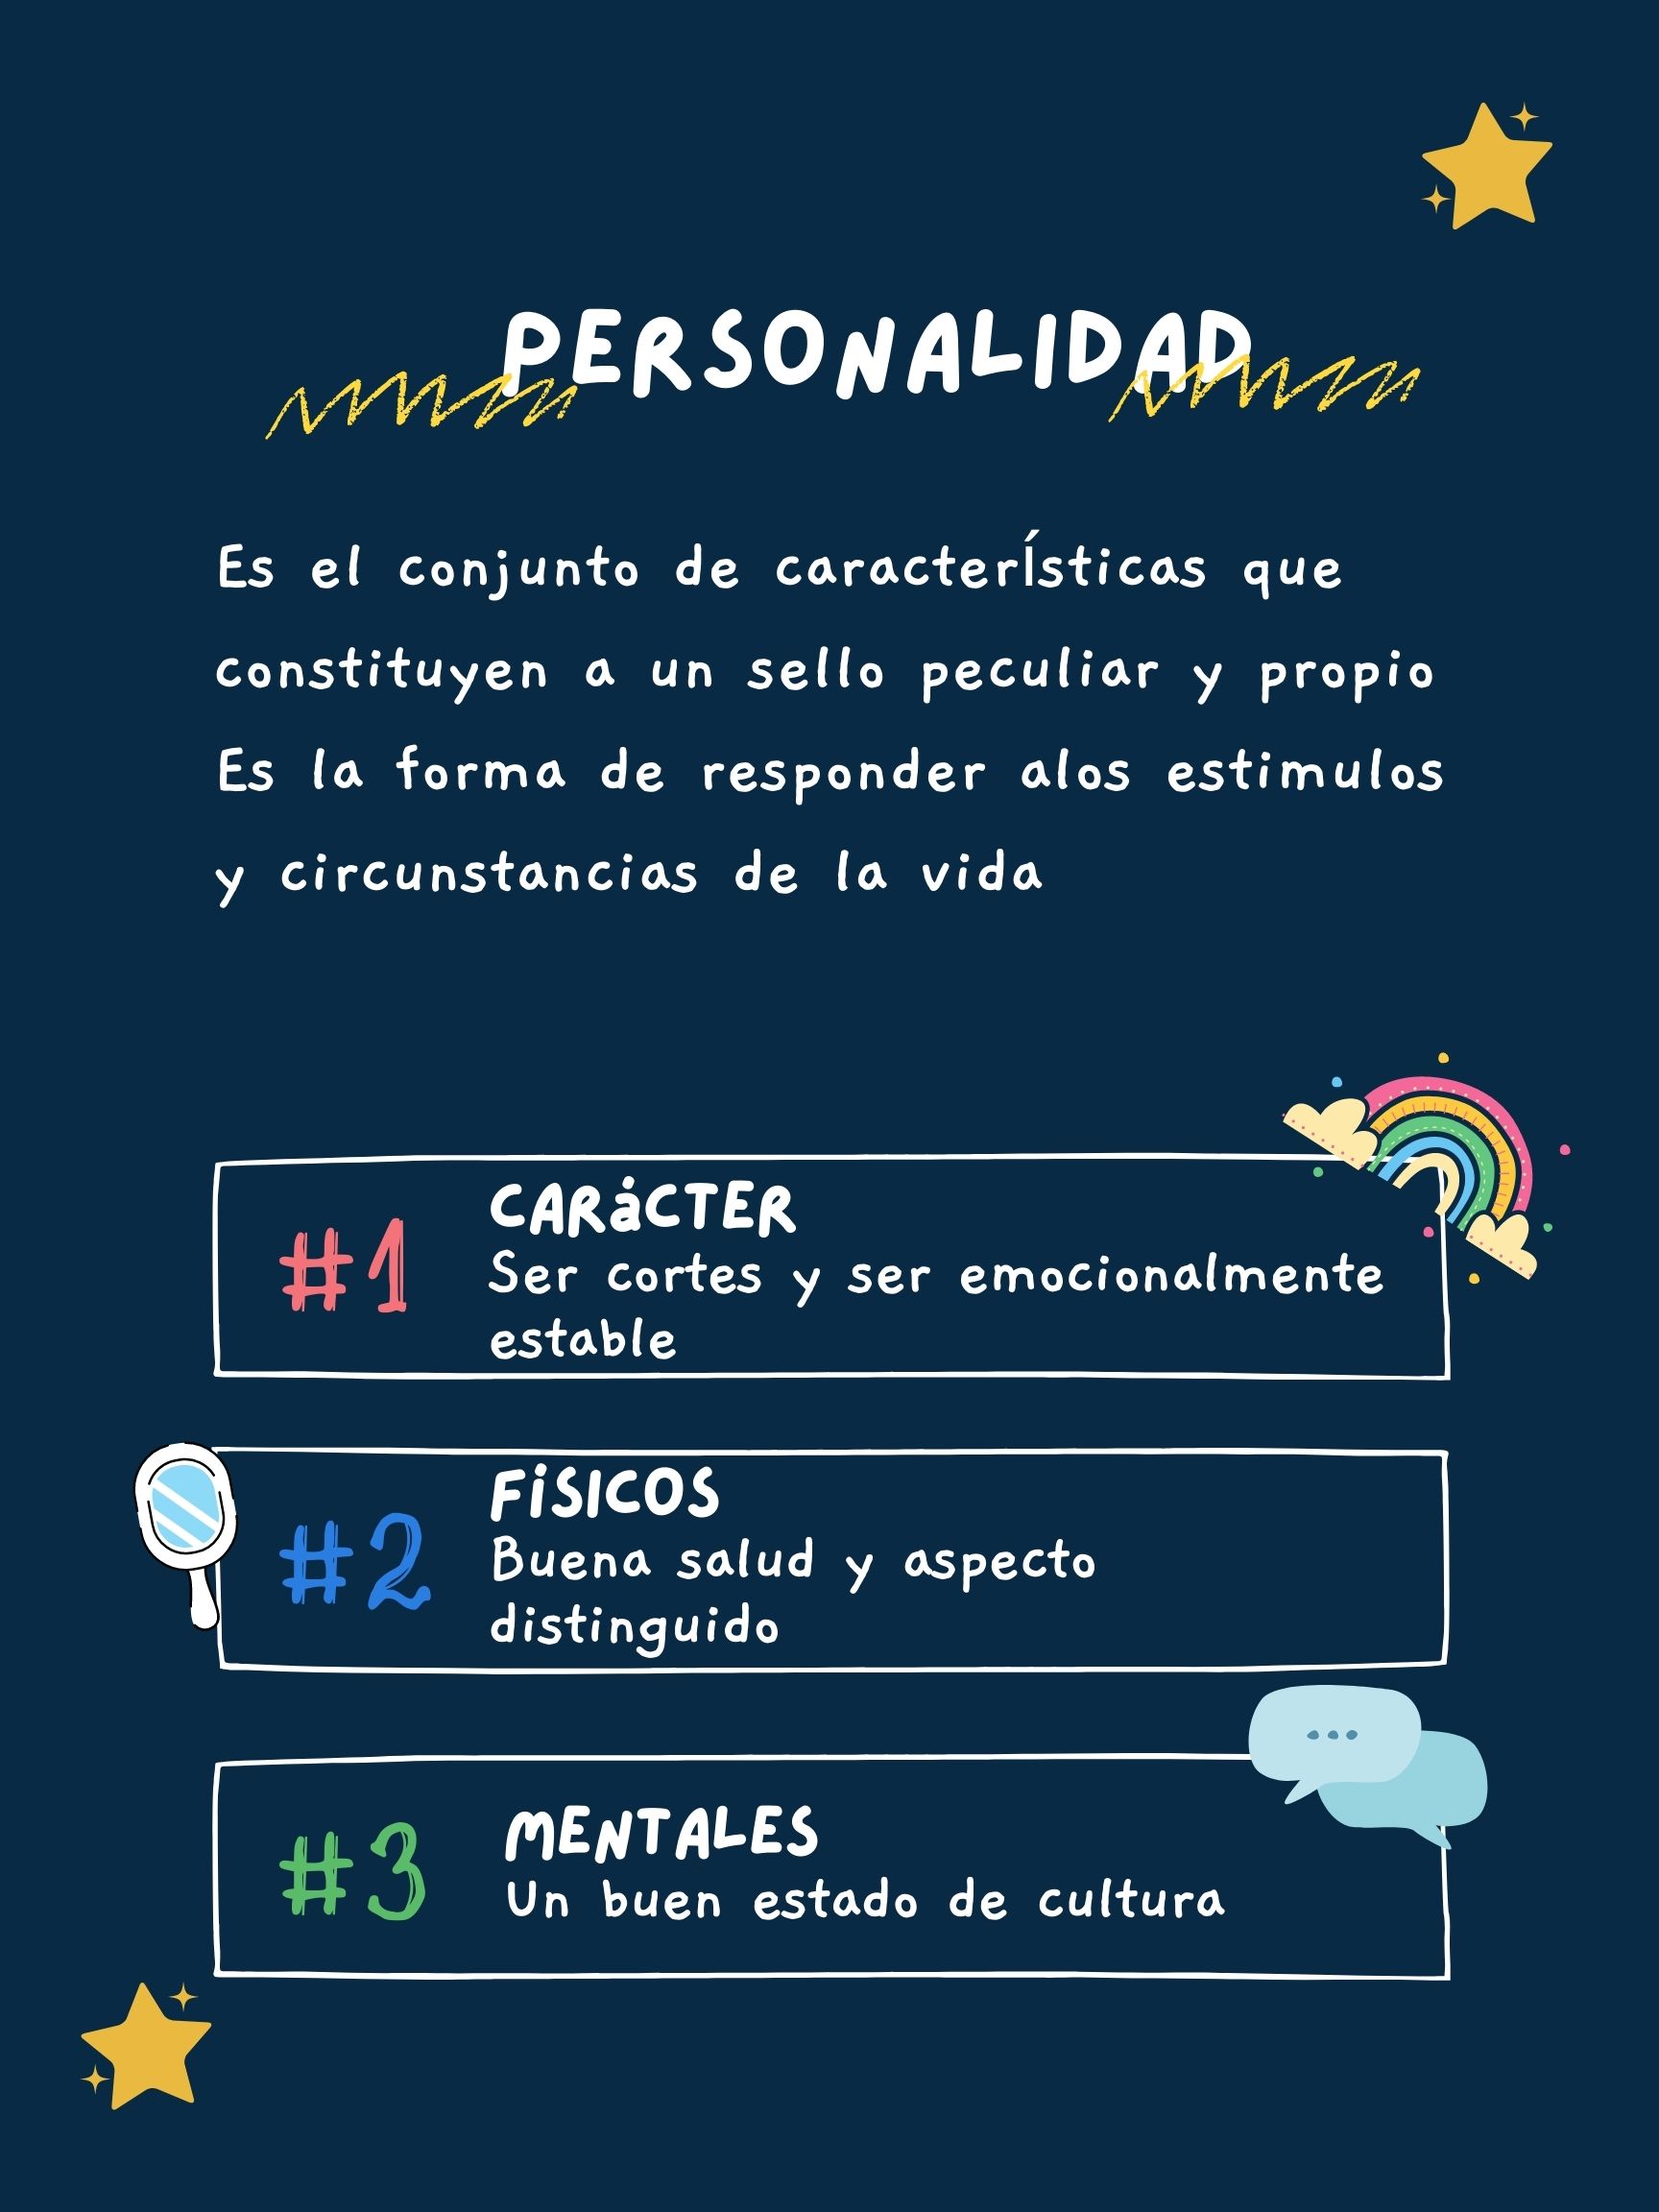 PERSONALIDAD
Es el conjunto de características que
constituyen a un sello peculiar y propio
Es la forma de responder alos estimulos
y circunstancias de la vida
#1
CARȧCTER
Ser cortes y ser emocionalmente
estable
#2
FiSICOS
Buena salud y aspecto
distinguido
#3
MENTALES
Un buen estado de cultura